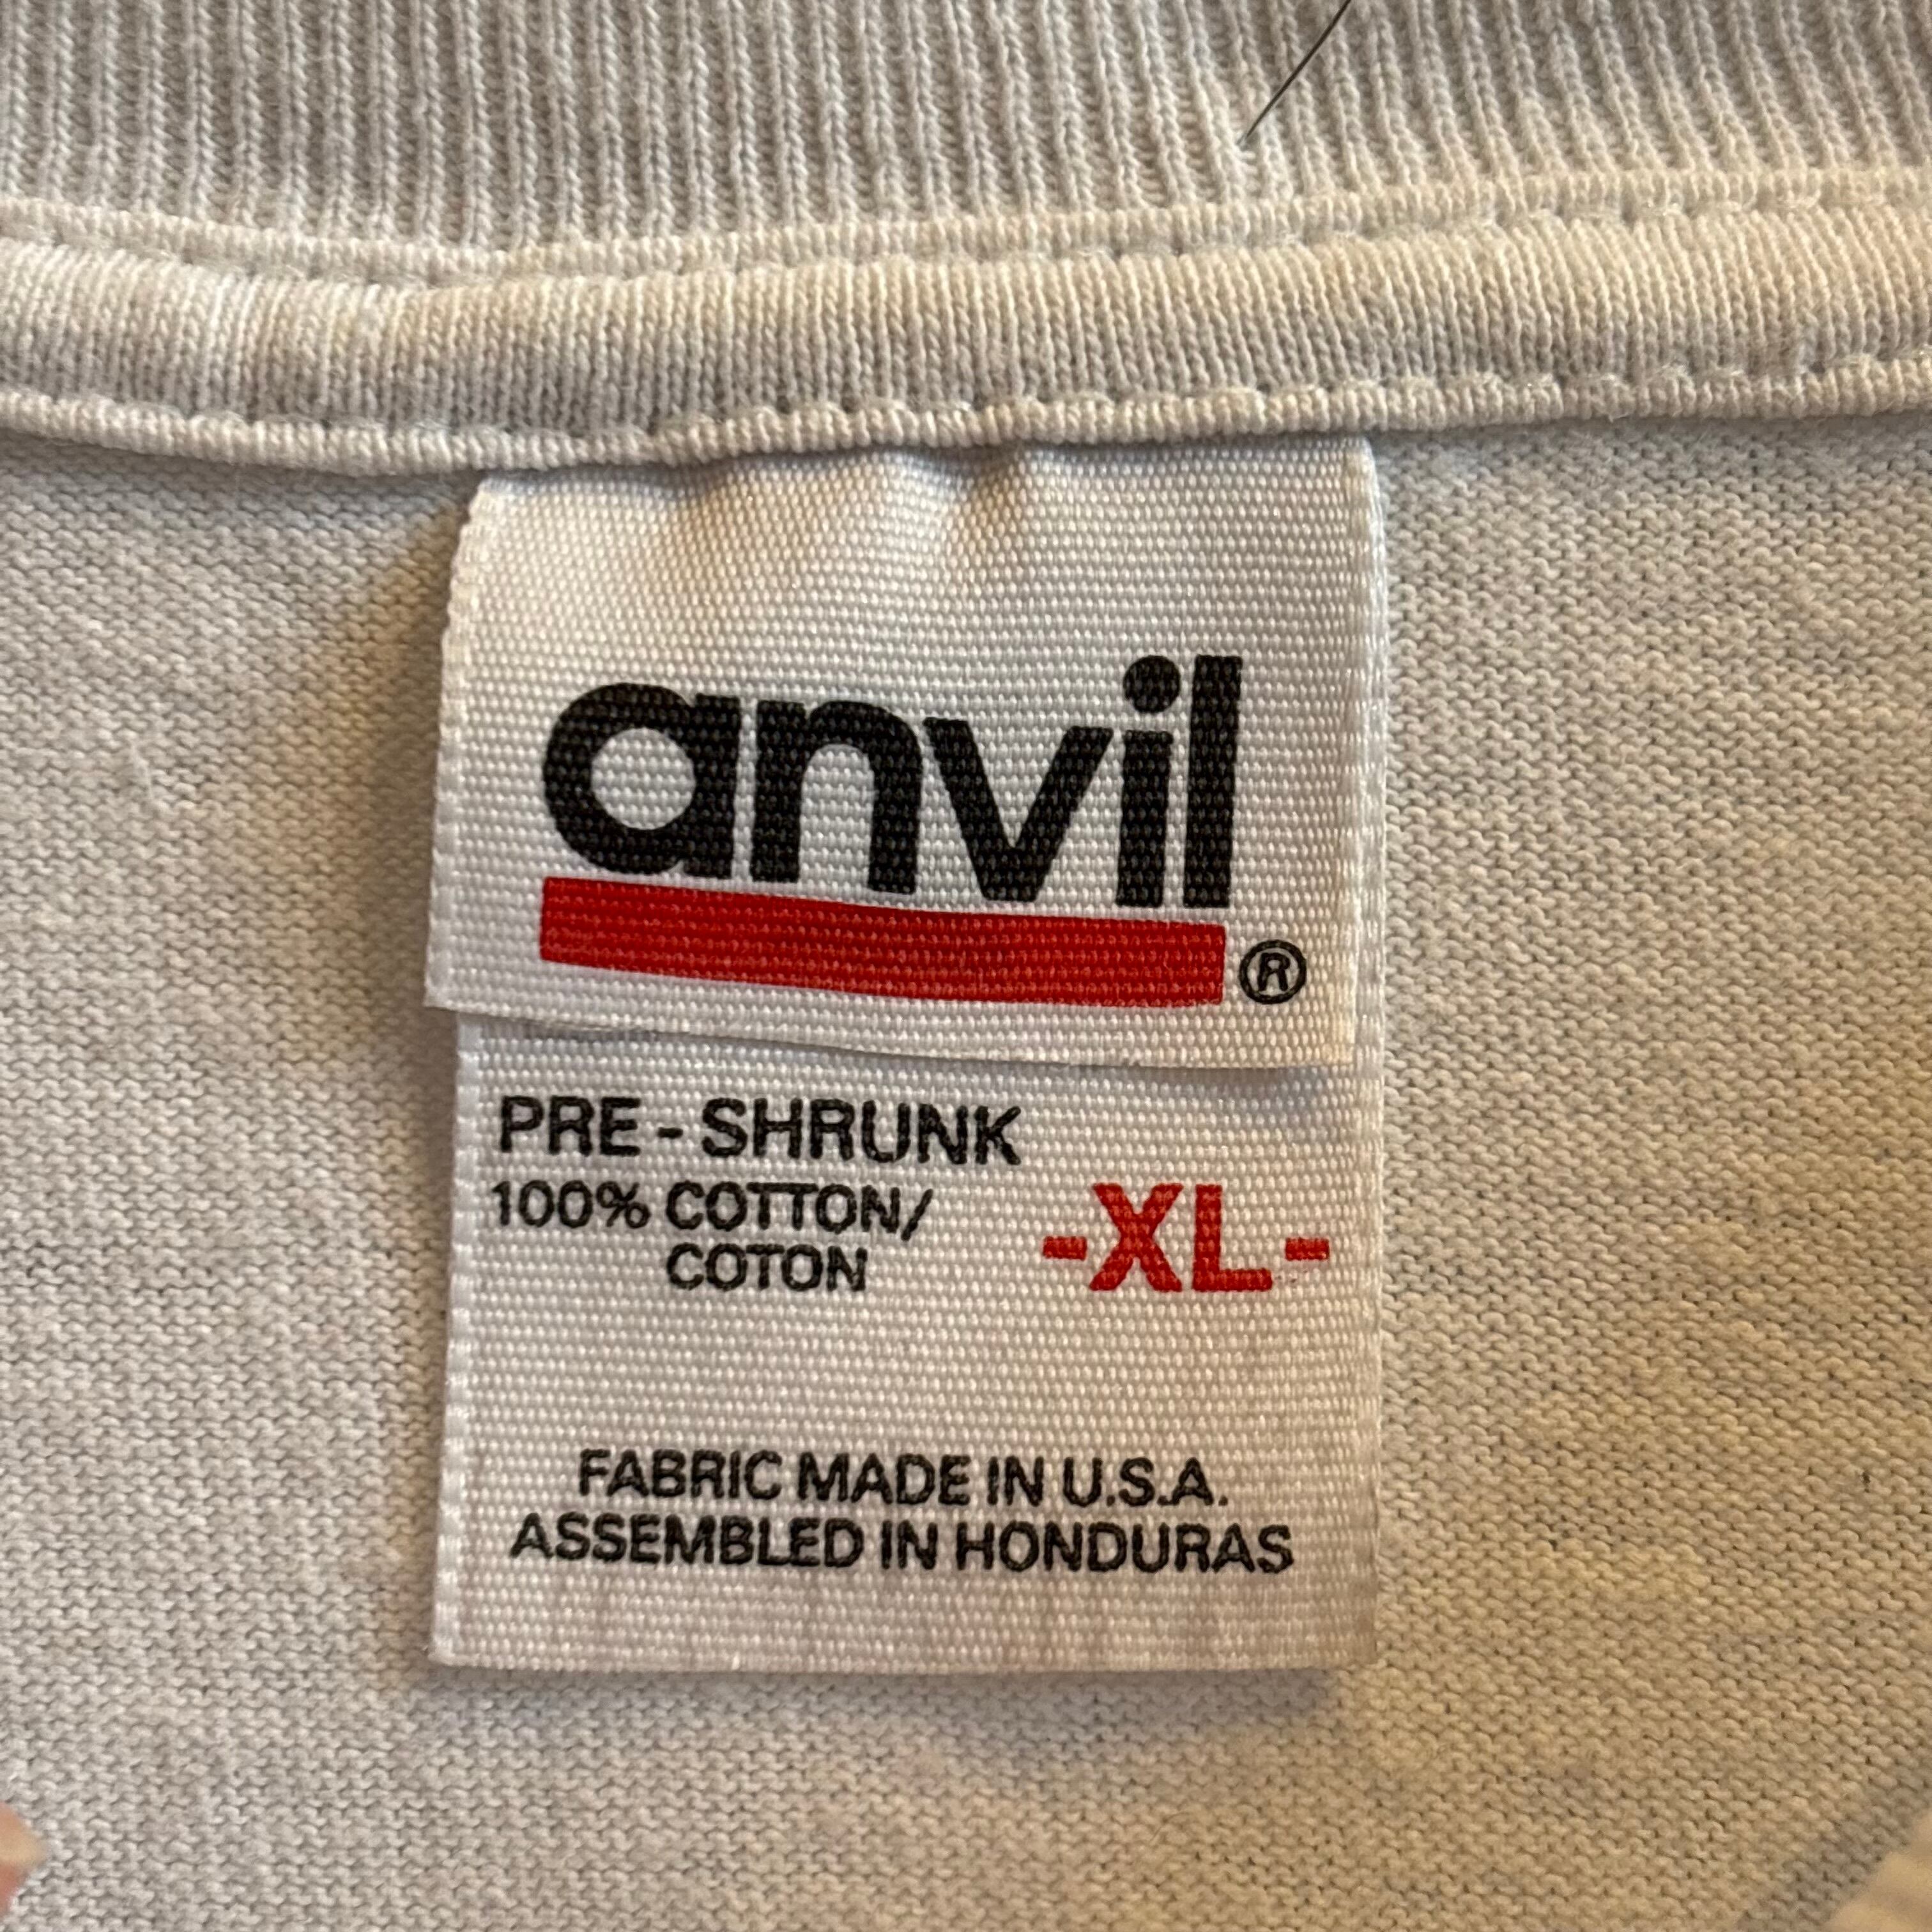 anvil
®
PRE - SHRUNK
100% COTTON/
COTON
-XL-
FABRIC MADE IN U.S.A.
ASSEMBLED IN HONDURAS